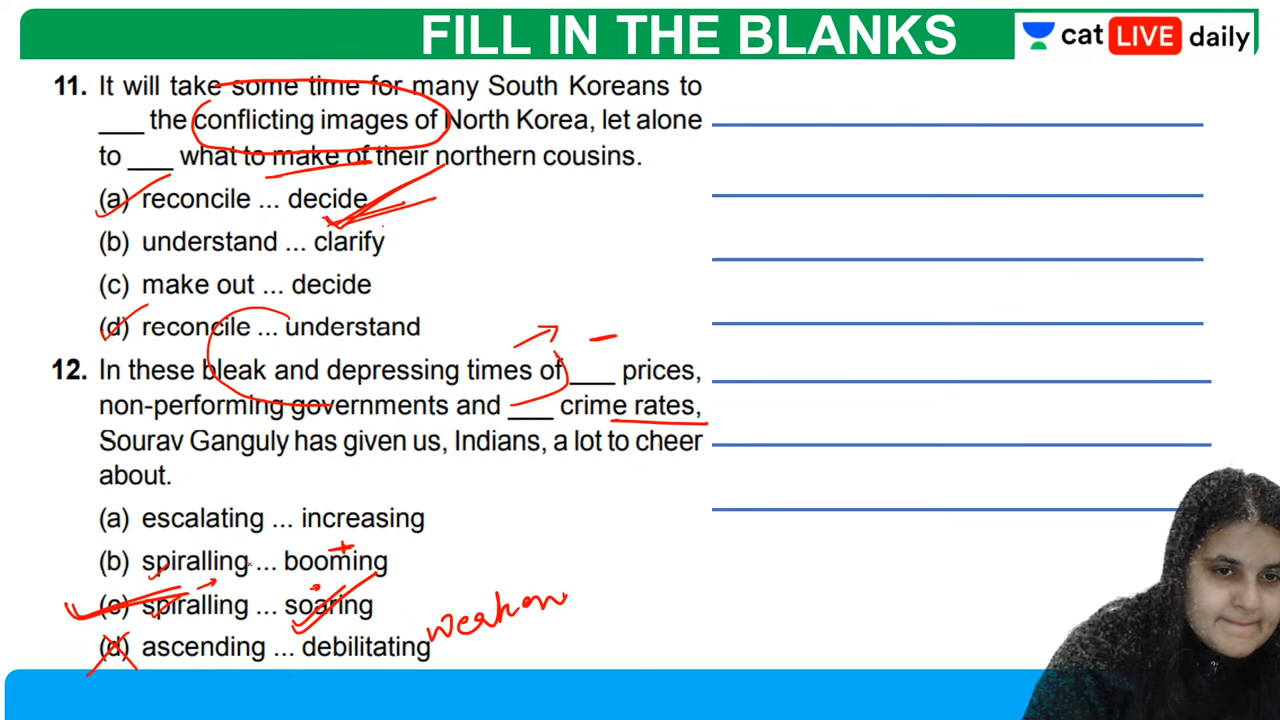 FILL IN THE BLANKS
cat LIVE daily
11. It will take some time for many South Koreans to
___ the conflicting images of North Korea, let alone
to ___ what to make of their northern cousins.
(a) reconcile ... decide
(b) understand ... clarify
(c) make out ... decide
(d) reconcile ... understand
12. In these bleak and depressing times of ___ prices,
non-performing governments and ___ crime rates,
Sourav Ganguly has given us, Indians, a lot to cheer
about.
(a) escalating ... increasing
(b) spiralling ... booming
(c) spiralling ... soaring
(d) ascending ... debilitating
weaken